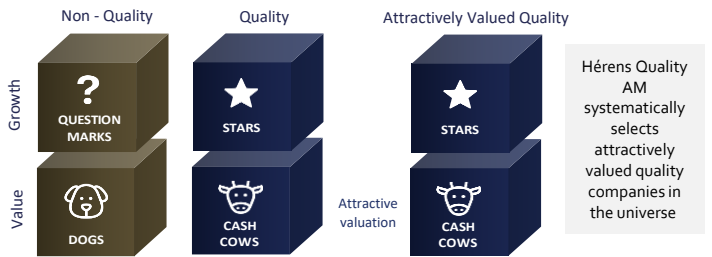 Non - Quality
Quality
Attractively Valued Quality
Growth
?
QUESTION
MARKS
STARS
STARS
Value
DOGS
CASH
COWS
Attractive
valuation
CASH
COWS
Hérens Quality
AM
systematically
selects
attractively
valued quality
companies in
the universe